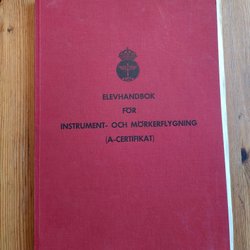 ELEVHANDBOK
FÖR
INSTRUMENT- OCH MÖRKERFLYGNING
(A-CERTIFIKAT)